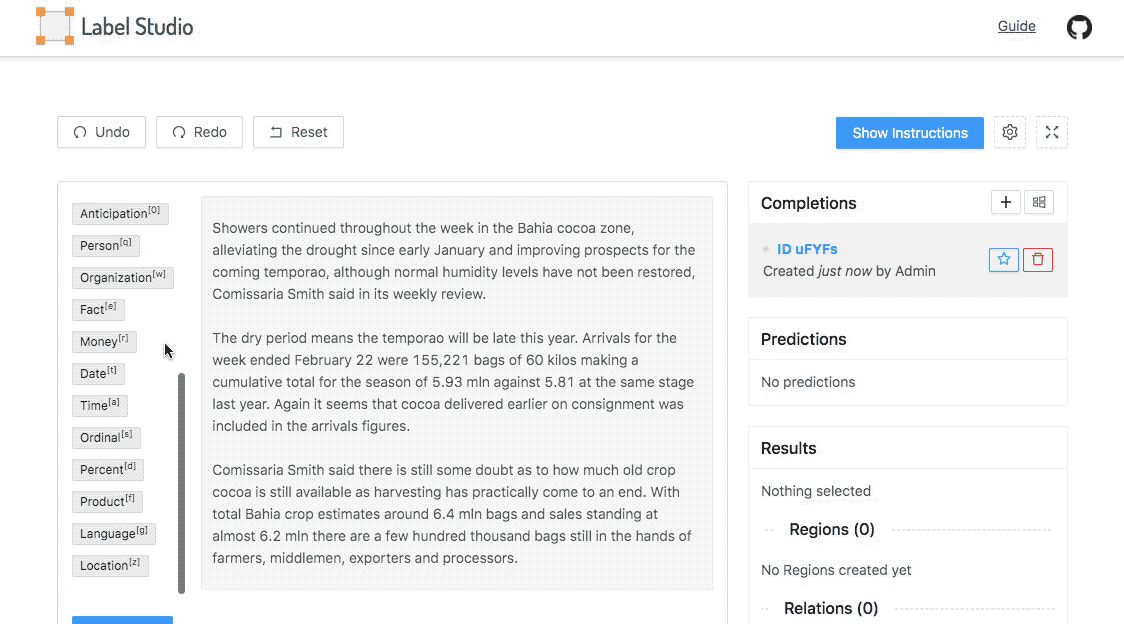 Label Studio
Guide
Undo
Redo
Reset
Show Instructions
Anticipation[0]
Person[q]
Organization[w]
Fact[e]
Money[r]
Date[t]
Time[a]
Ordinal[s]
Percent[d]
Product[f]
Language[g]
Location[z]
Showers continued throughout the week in the Bahia cocoa zone,
alleviating the drought since early January and improving prospects for the
coming temporao, although normal humidity levels have not been restored,
Comissaria Smith said in its weekly review.
The dry period means the temporao will be late this year. Arrivals for the
week ended February 22 were 155,221 bags of 60 kilos making a
cumulative total for the season of 5.93 mln against 5.81 at the same stage
last year. Again it seems that cocoa delivered earlier on consignment was
included in the arrivals figures.
Comissaria Smith said there is still some doubt as to how much old crop
cocoa is still available as harvesting has practically come to an end. With
total Bahia crop estimates around 6.4 mln bags and sales standing at
almost 6.2 mln there are a few hundred thousand bags still in the hands of
farmers, middlemen, exporters and processors.
Completions
ID uFYFs
Created just now by Admin
Predictions
No predictions
Results
Nothing selected
Regions (0)
No Regions created yet
Relations (0)